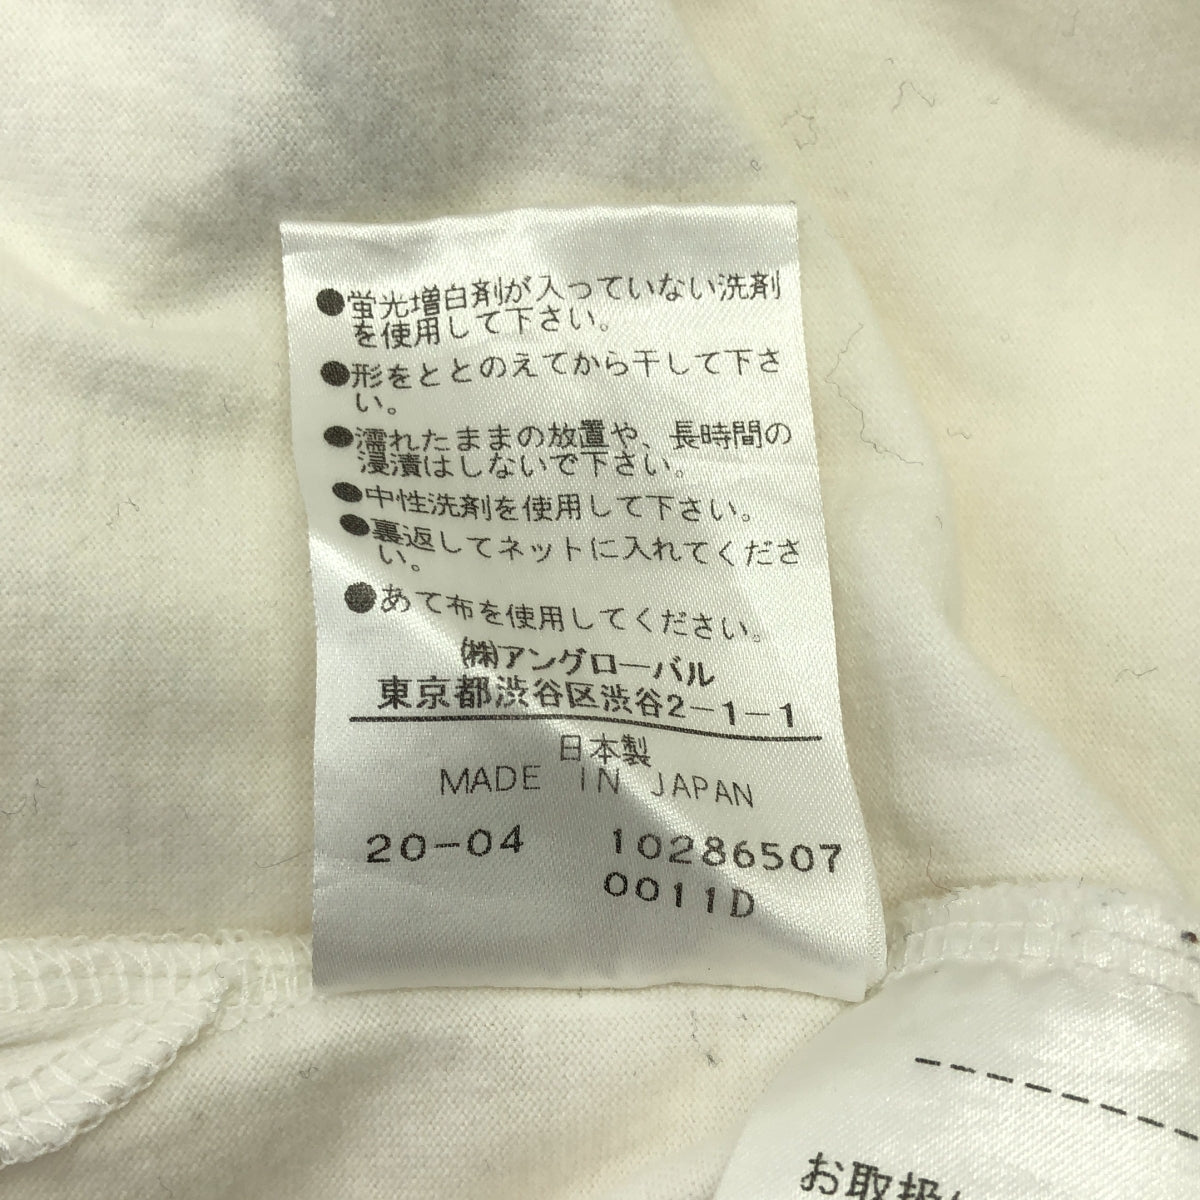 ●蛍光増白剤が入っていない洗剤
を使用して下さい。
●形をととのえてから干して下さ
い。
●濡れたままの放置や、長時間の
浸漬はしないで下さい。
●中性洗剤を使用して下さい。
●裏返してネットに入れてくださ
い。
●あて布を使用してください。
㈱アングローバル
東京都渋谷区渋谷2-1-1
日本製
MADE IN JAPAN
20-04 10286507
0011D
お取扱い